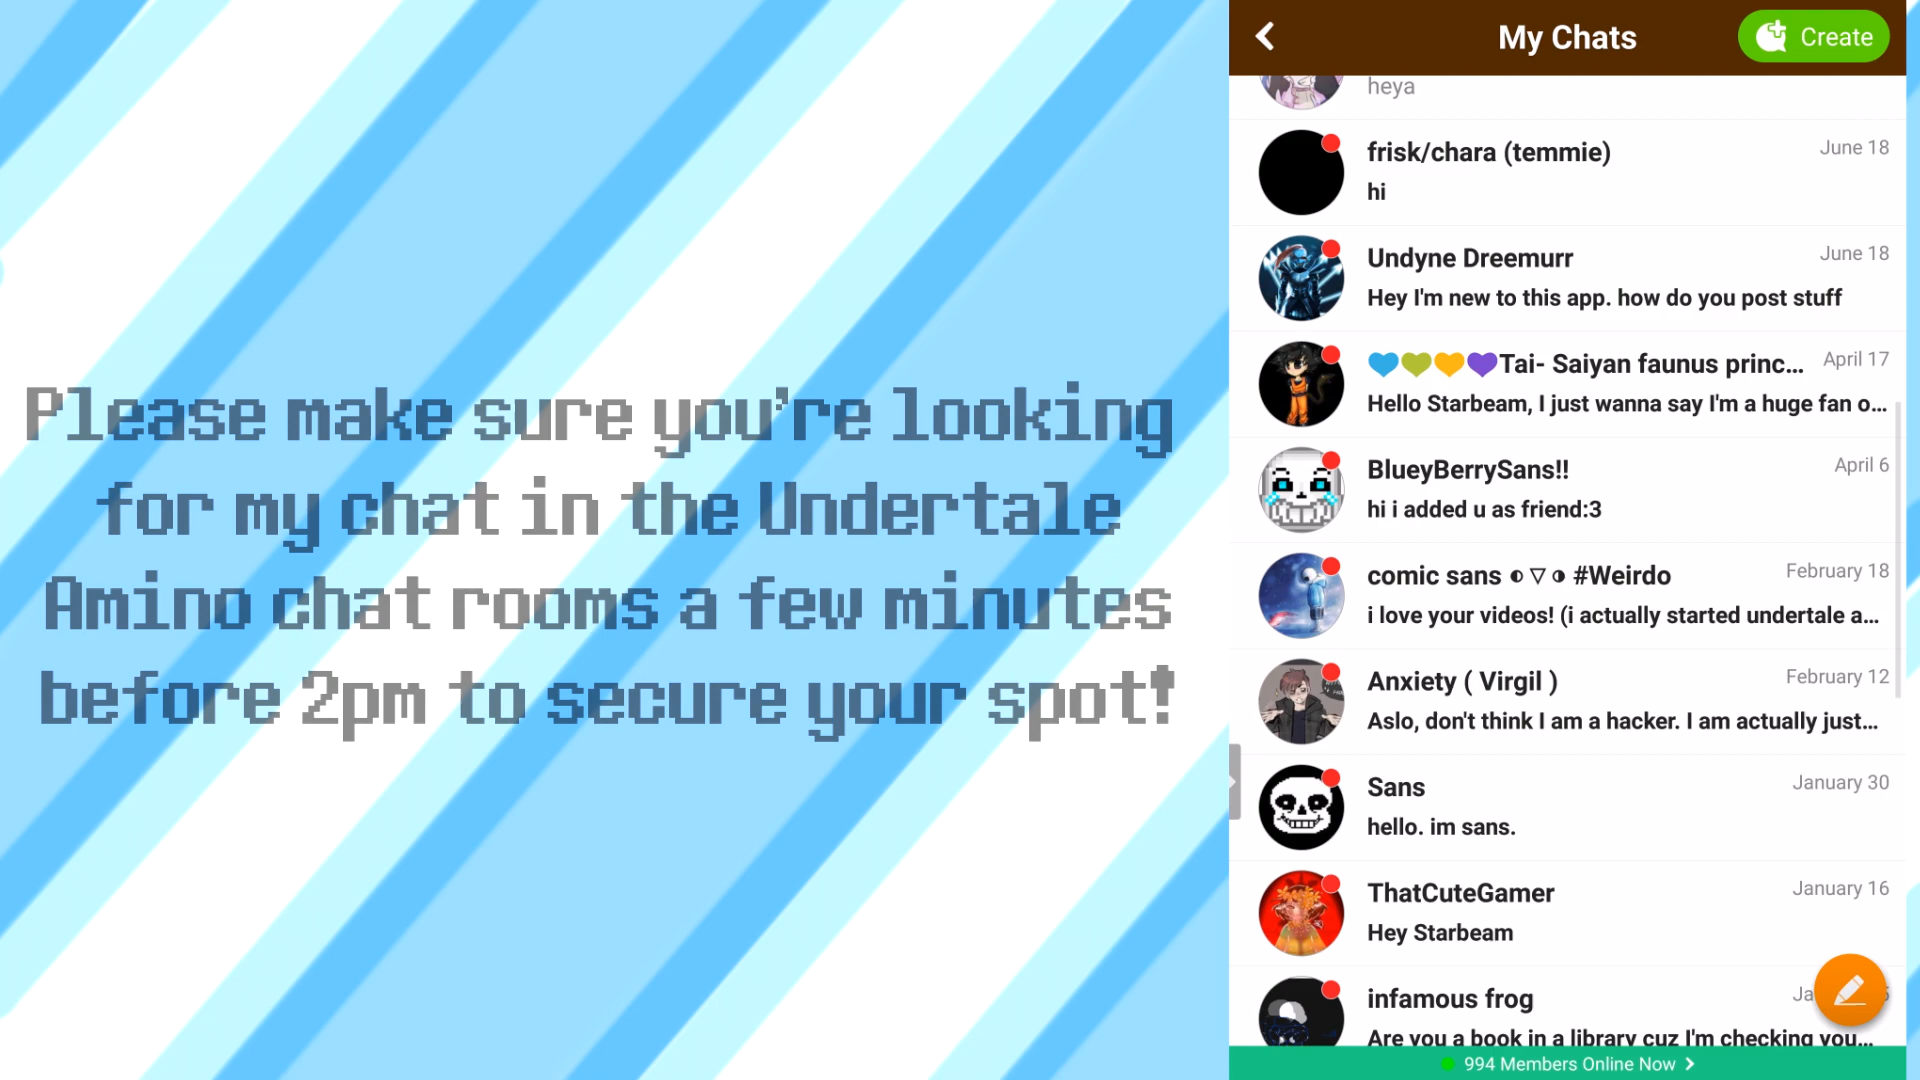 Please make sure you're looking
for my chat in the Undertale
Amino chat rooms a few minutes
before 2pm to secure your spot!
My Chats
Create
heya
frisk/chara (temmie)
June 18
hi
Undyne Dreemurr
June 18
Hey I'm new to this app. how do you post stuff
💙💚💛💜Tai- Saiyan faunus princ...
April 17
Hello Starbeam, I just wanna say I'm a huge fan o...
BlueyBerrySans!!
April 6
hi i added u as friend:3
comic sans ◐ ▽ ◑ #Weirdo
February 18
i love your videos! (i actually started undertale a...
Anxiety ( Virgil )
February 12
Aslo, don't think I am a hacker. I am actually just...
Sans
January 30
hello. im sans.
ThatCuteGamer
January 16
Hey Starbeam
infamous frog
Are you a book in a library cuz I'm checking you...
994 Members Online Now